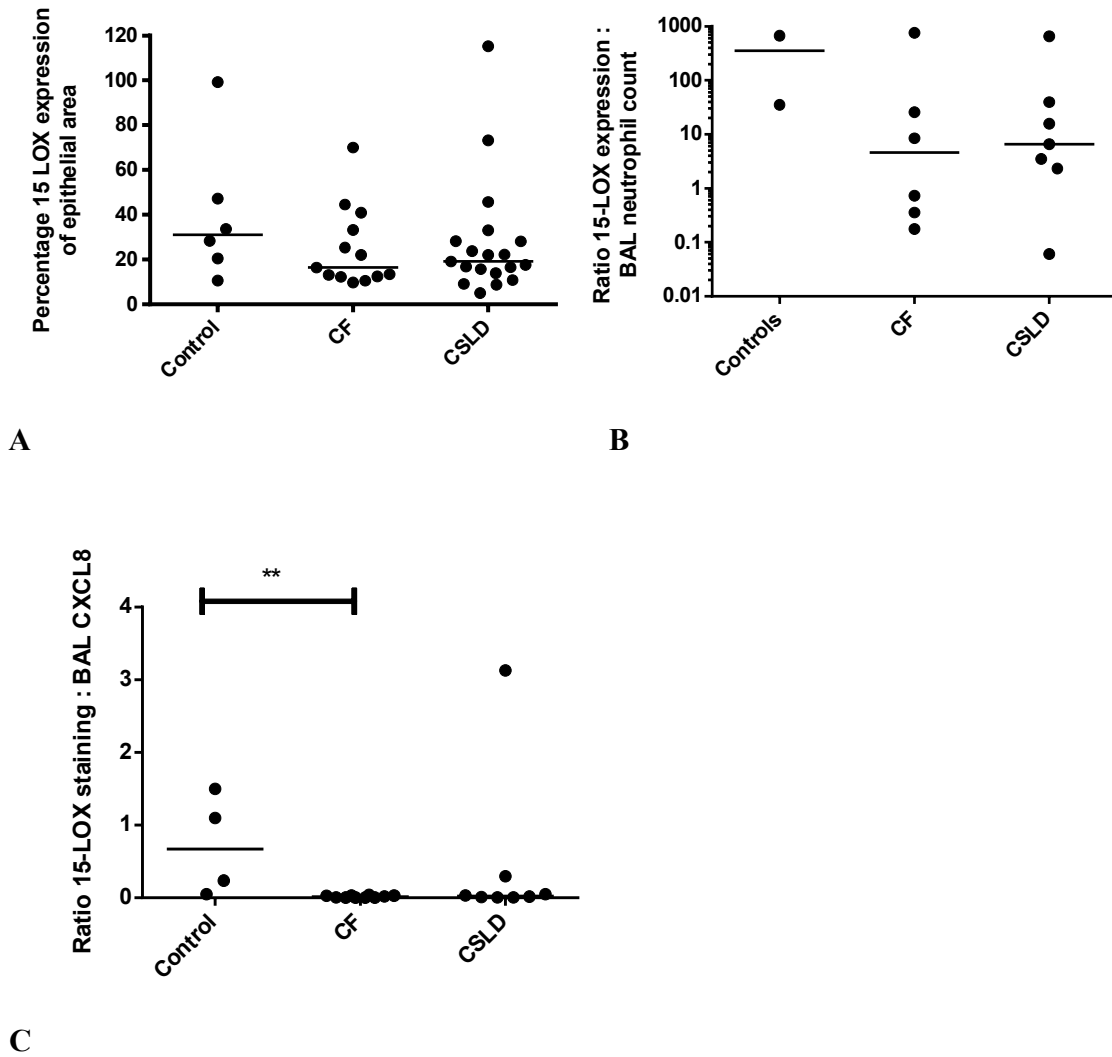 Percentage 15 LOX expression
of epithelial area
120
100
80
60
40
20
0
Control
CF
CSLD
A
Ratio 15-LOX expression :
BAL neutrophil count
1000
100
10
1
0.1
0.01
Controls
CF
CSLD
B
Ratio 15-LOX staining : BAL CXCL8
**
4
3
2
1
0
Control
CF
CSLD
C